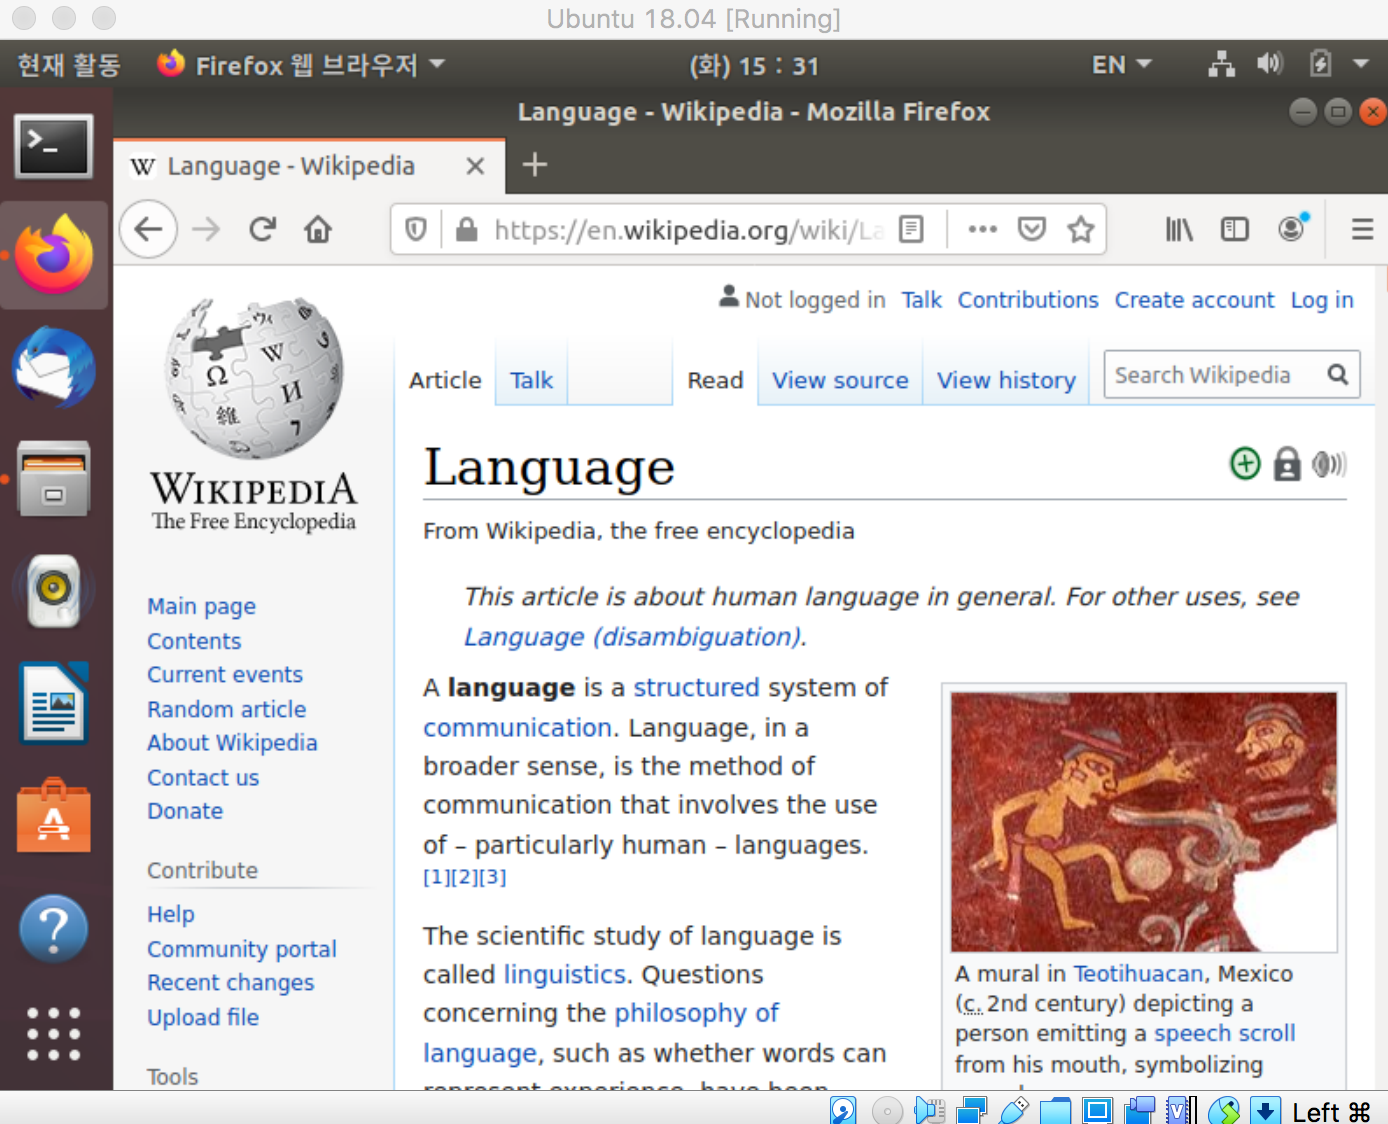 Ubuntu 18.04 [Running]
현재 활동
Firefox 웹 브라우저
(화) 15 : 31
EN
Language - Wikipedia - Mozilla Firefox
W Language - Wikipedia
https://en.wikipedia.org/wiki/La
Not logged in Talk Contributions Create account Log in
Article Talk Read View source View history Search Wikipedia
WIKIPEDIA
The Free Encyclopedia
Main page
Contents
Current events
Random article
About Wikipedia
Contact us
Donate
Contribute
Help
Community portal
Recent changes
Upload file
Tools
Language
From Wikipedia, the free encyclopedia
This article is about human language in general. For other uses, see
Language (disambiguation).
A language is a structured system of
communication. Language, in a
broader sense, is the method of
communication that involves the use
of – particularly human – languages.
[1][2][3]
The scientific study of language is
called linguistics. Questions
concerning the philosophy of
language, such as whether words can
represent experience, have been
A mural in Teotihuacan, Mexico
(c. 2nd century) depicting a
person emitting a speech scroll
from his mouth, symbolizing
Left ⌘